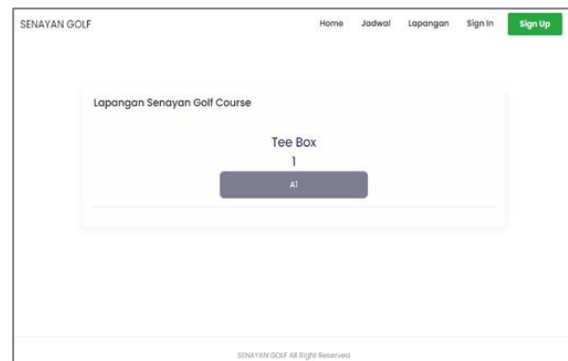 SENAYAN GOLF Home Jadwal Lapangan Sign In Sign Up
Lapangan Senayan Golf Course
Tee Box
1
A1
SENAYAN GOLF All Right Reserved